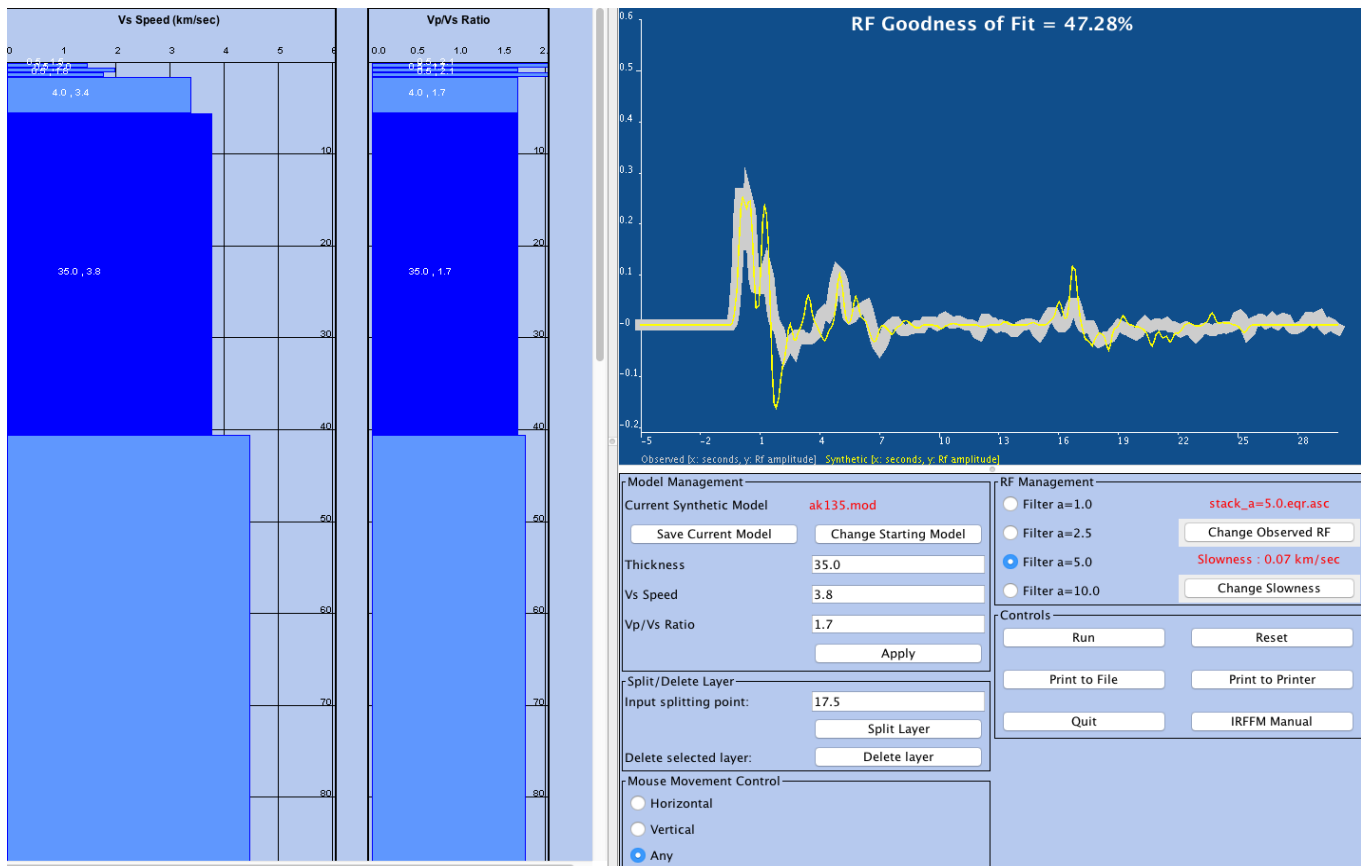 Vs Speed (km/sec)
0 1 2 3 4 5 6
4.0 , 3.4
35.0 , 3.8
10
20
30
40
50
60
70
80
Vp/Vs Ratio
0.0 0.5 1.0 1.5 2.
0.5 , 2.1
4.0 , 1.7
35.0 , 1.7
10
20
30
40
50
60
70
80
RF Goodness of Fit = 47.28%
0.6
0.5
0.4
0.3
0.2
0.1
-0
-0.1
-0.2
-5 -2 1 4 7 10 13 16 19 22 25 28
Observed [x: seconds, y: Rf amplitude] Synthetic [x: seconds, y: Rf amplitude]
Model Management
Current Synthetic Model ak135.mod
Save Current Model Change Starting Model
Thickness 35.0
Vs Speed 3.8
Vp/Vs Ratio 1.7
Apply
Split/Delete Layer
Input splitting point: 17.5
Split Layer
Delete selected layer: Delete layer
Mouse Movement Control
Horizontal
Vertical
Any
RF Management
Filter a=1.0 stack_a=5.0.eqr.asc
Filter a=2.5 Change Observed RF
Filter a=5.0 Slowness : 0.07 km/sec
Filter a=10.0 Change Slowness
Controls
Run Reset
Print to File Print to Printer
Quit IRFFM Manual